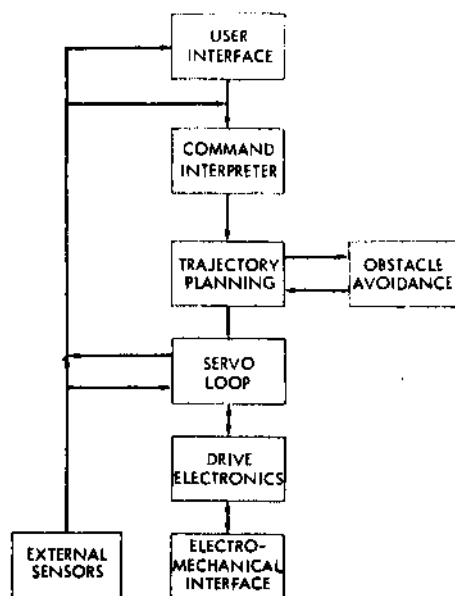 USER
INTERFACE
COMMAND
INTERPRETER
TRAJECTORY
PLANNING
OBSTACLE
AVOIDANCE
SERVO
LOOP
DRIVE
ELECTRONICS
EXTERNAL
SENSORS
ELECTRO-
MECHANICAL
INTERFACE